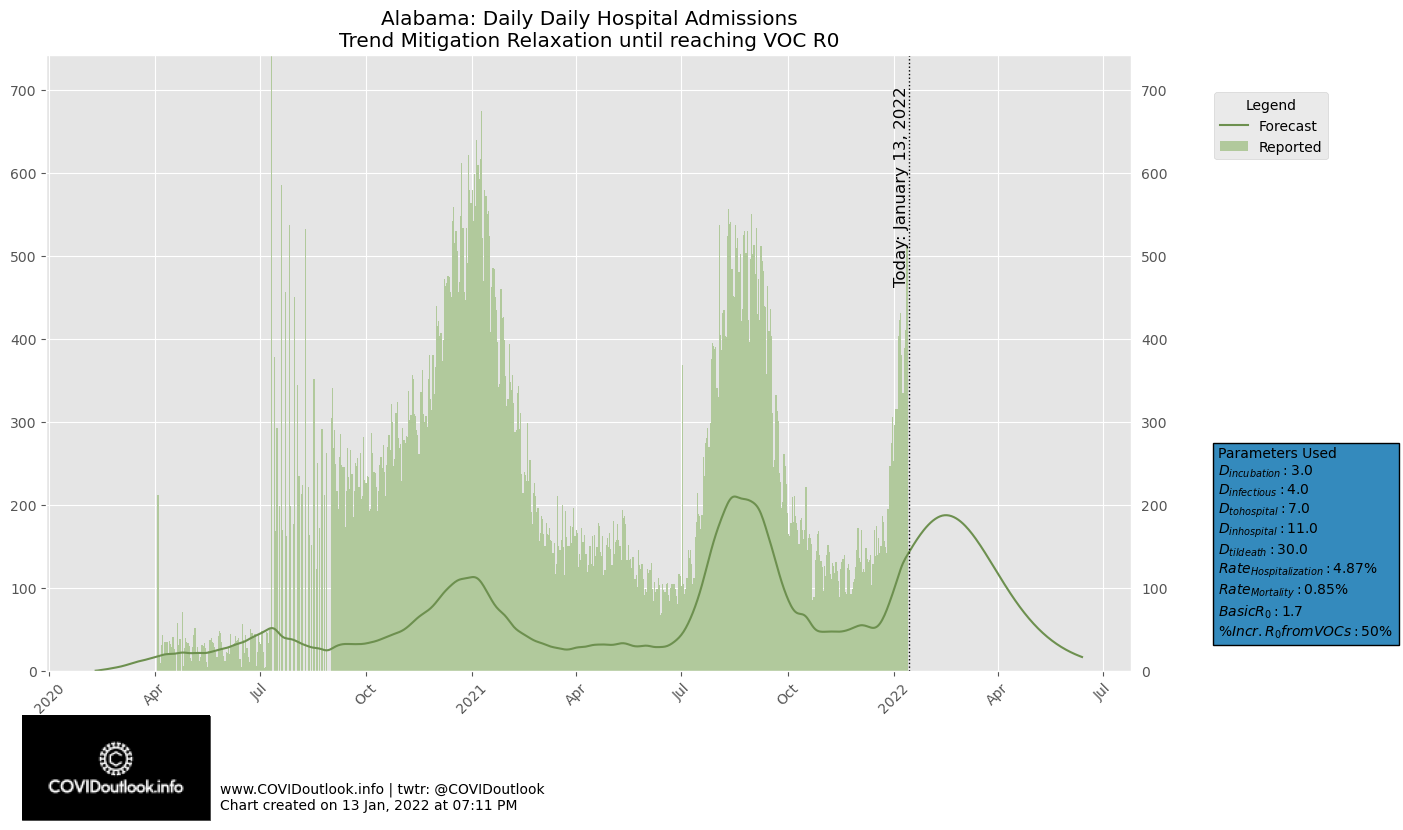 Alabama: Daily Daily Hospital Admissions
Trend Mitigation Relaxation until reaching VOC R0
700
600
500
400
300
200
100
0
700
600
500
400
300
200
100
0
Today: January 13, 2022
2020
Apr
Jul
Oct
2021
Apr
Jul
Oct
2022
Apr
Jul
Legend
Forecast
Reported
Parameters Used
D_incubation : 3.0
D_infectious : 4.0
D_tohospital : 7.0
D_inhospital : 11.0
D_tildeath : 30.0
Rate_Hospitalization : 4.87%
Rate_Mortality : 0.85%
BasicR_0 : 1.7
%Incr.R_0fromVOCs : 50%
COVIDoutlook.info
www.COVIDoutlook.info | twtr: @COVIDoutlook
Chart created on 13 Jan, 2022 at 07:11 PM